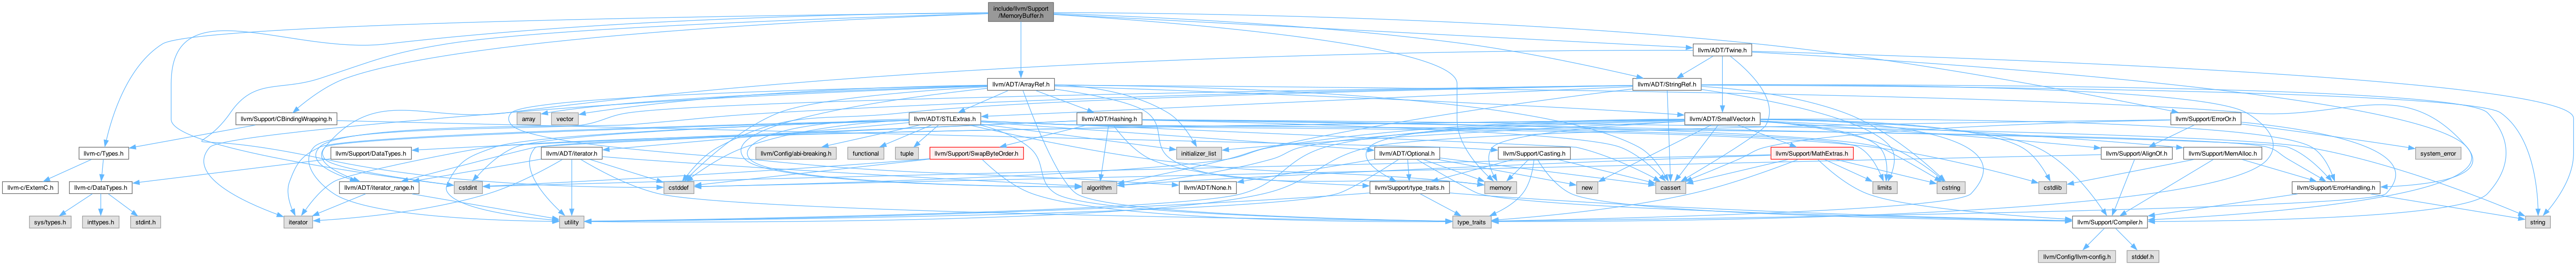 include/llvm/Support
/MemoryBuffer.h
llvm/ADT/Twine.h
llvm/ADT/ArrayRef.h
llvm/ADT/StringRef.h
llvm/Support/CBindingWrapping.h
array
vector
llvm/ADT/STLExtras.h
llvm/ADT/Hashing.h
llvm/ADT/SmallVector.h
llvm/Support/ErrorOr.h
llvm-c/Types.h
llvm/Support/DataTypes.h
llvm/ADT/iterator.h
llvm/Config/abi-breaking.h
functional
tuple
llvm/Support/SwapByteOrder.h
initializer_list
llvm/ADT/Optional.h
llvm/Support/Casting.h
llvm/Support/MathExtras.h
llvm/Support/AlignOf.h
llvm/Support/MemAlloc.h
system_error
llvm-c/ExternC.h
llvm-c/DataTypes.h
llvm/ADT/iterator_range.h
cstdint
cstddef
algorithm
llvm/ADT/None.h
llvm/Support/type_traits.h
memory
new
cassert
limits
cstring
cstdlib
llvm/Support/ErrorHandling.h
sys/types.h
inttypes.h
stdint.h
iterator
utility
type_traits
llvm/Support/Compiler.h
string
llvm/Config/llvm-config.h
stddef.h